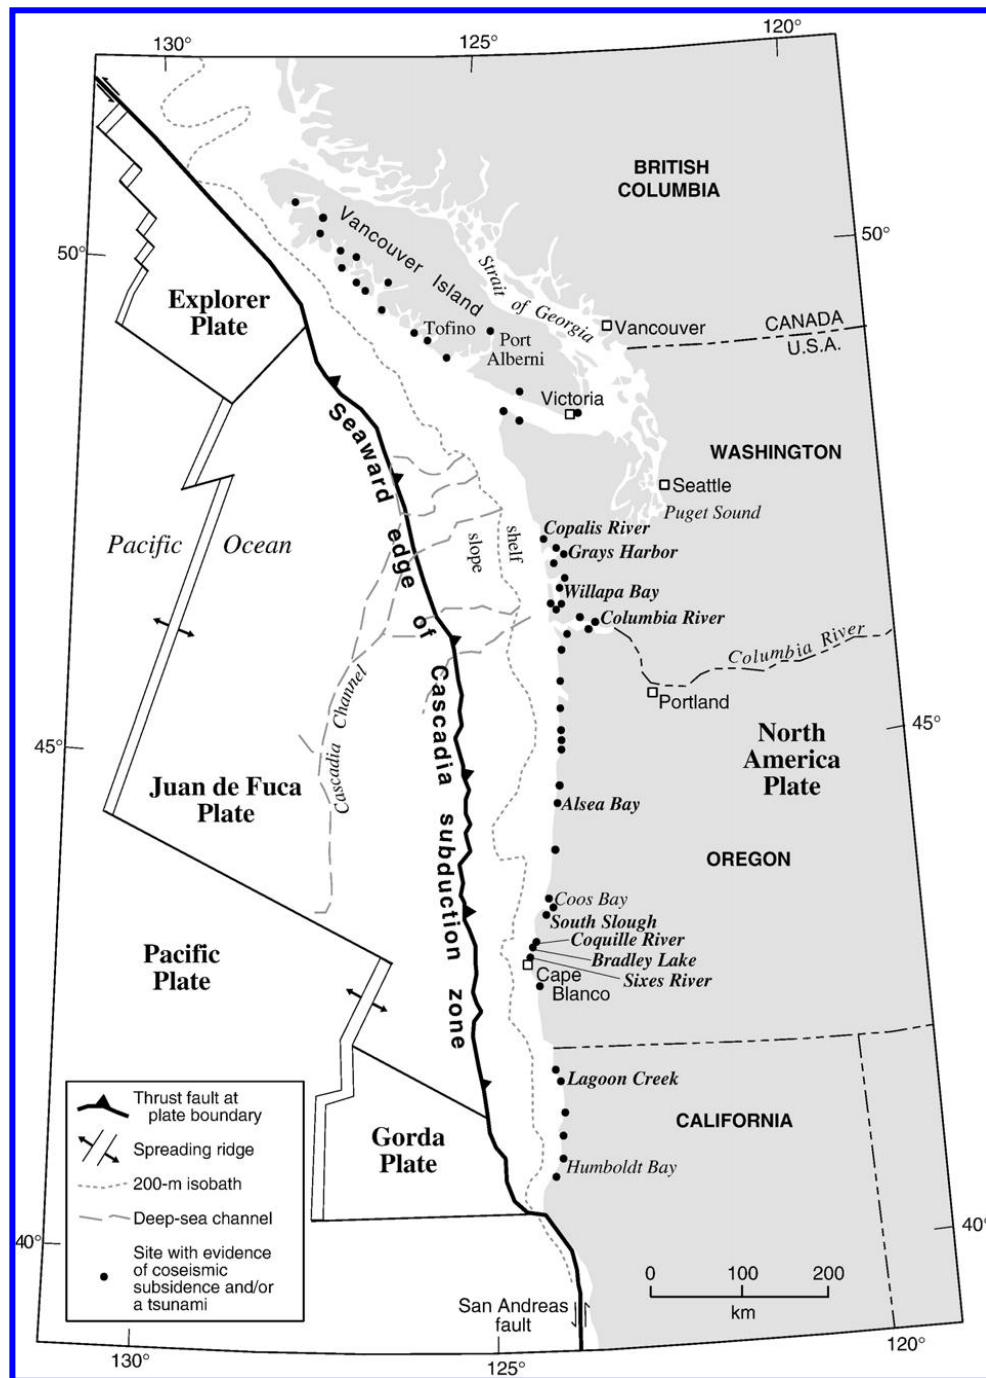 130°
125°
120°
BRITISH
COLUMBIA
50°
50°
Vancouver Island
Strait of Georgia
Explorer
Plate
Tofino
Port
Alberni
Vancouver
CANADA
U.S.A.
Victoria
WASHINGTON
Seattle
Puget Sound
Seaward edge of Cascadia subduction zone
Pacific Ocean
slope
shelf
Copalis River
Grays Harbor
Willapa Bay
Columbia River
Columbia River
Portland
Cascadia Channel
45°
45°
North
America
Plate
Juan de Fuca
Plate
Alsea Bay
OREGON
Coos Bay
South Slough
Coquille River
Bradley Lake
Sixes River
Cape
Blanco
Pacific
Plate
Lagoon Creek
CALIFORNIA
Gorda
Plate
Humboldt Bay
Thrust fault at
plate boundary
Spreading ridge
200-m isobath
Deep-sea channel
Site with evidence
of coseismic
subsidence and/or
a tsunami
40°
40°
0 100 200
km
San Andreas
fault
130°
125°
120°